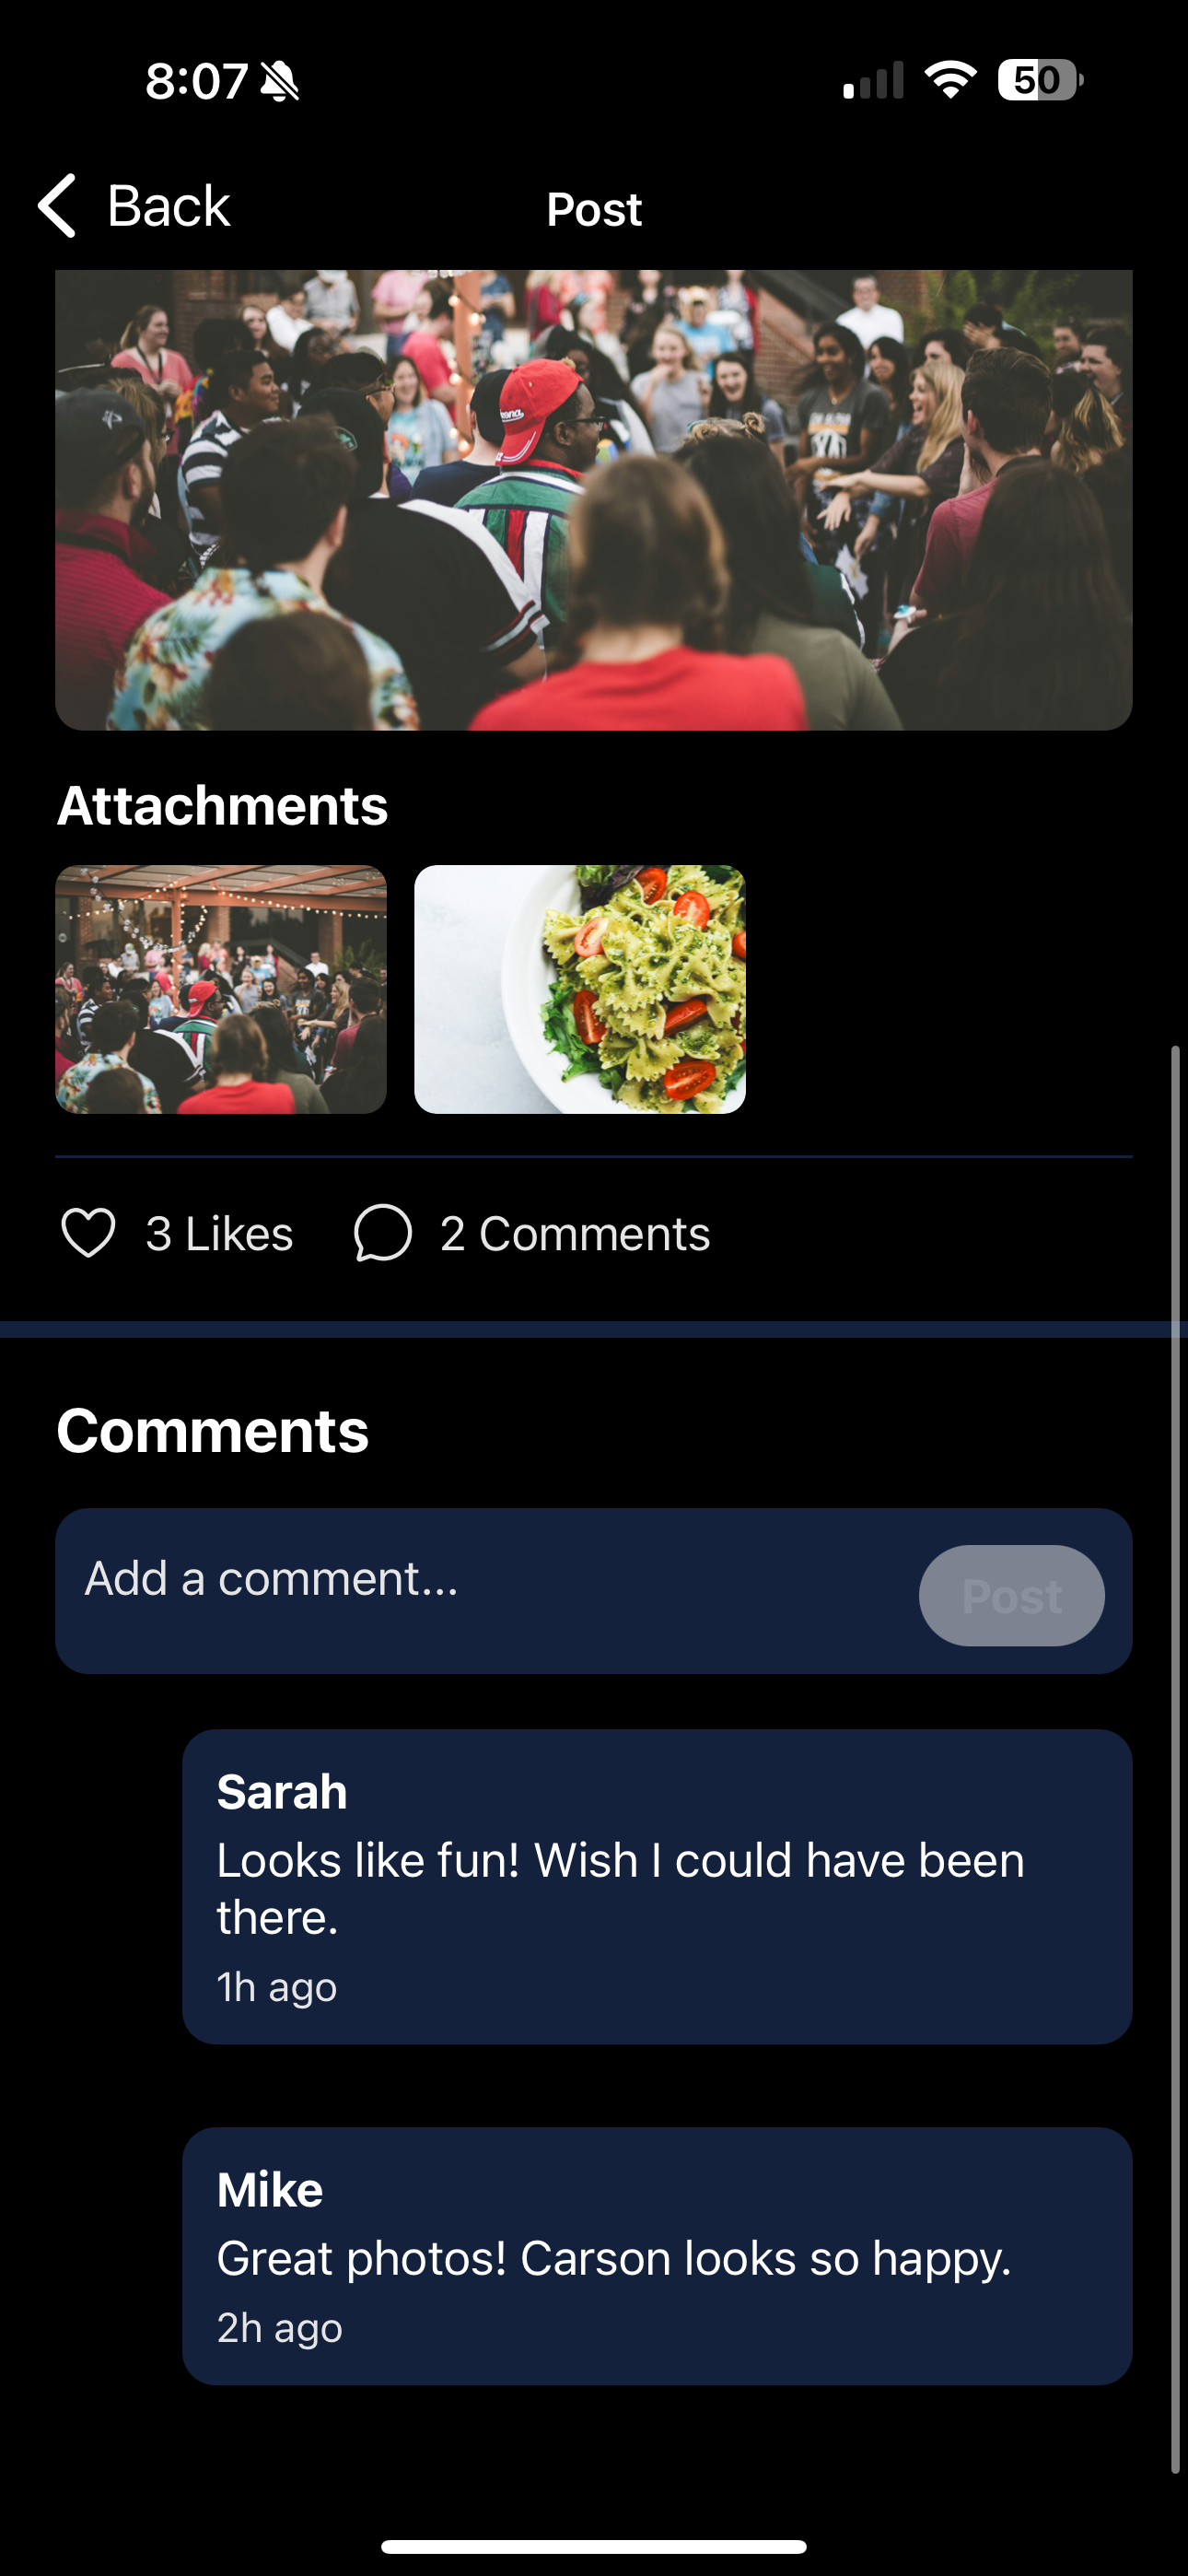 8:07
50
Back
Post
Attachments
3 Likes
2 Comments
Comments
Add a comment...
Post
Sarah
Looks like fun! Wish I could have been
there.
1h ago
Mike
Great photos! Carson looks so happy.
2h ago